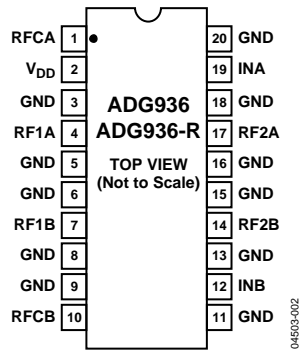 RFCA 1 20 GND
VDD 2 19 INA
GND 3 18 GND
ADG936
RF1A 4 17 RF2A
ADG936-R
GND 5 16 GND
TOP VIEW
(Not to Scale)
GND 6 15 GND
RF1B 7 14 RF2B
GND 8 13 GND
GND 9 12 INB
RFCB 10 11 GND
04503-002